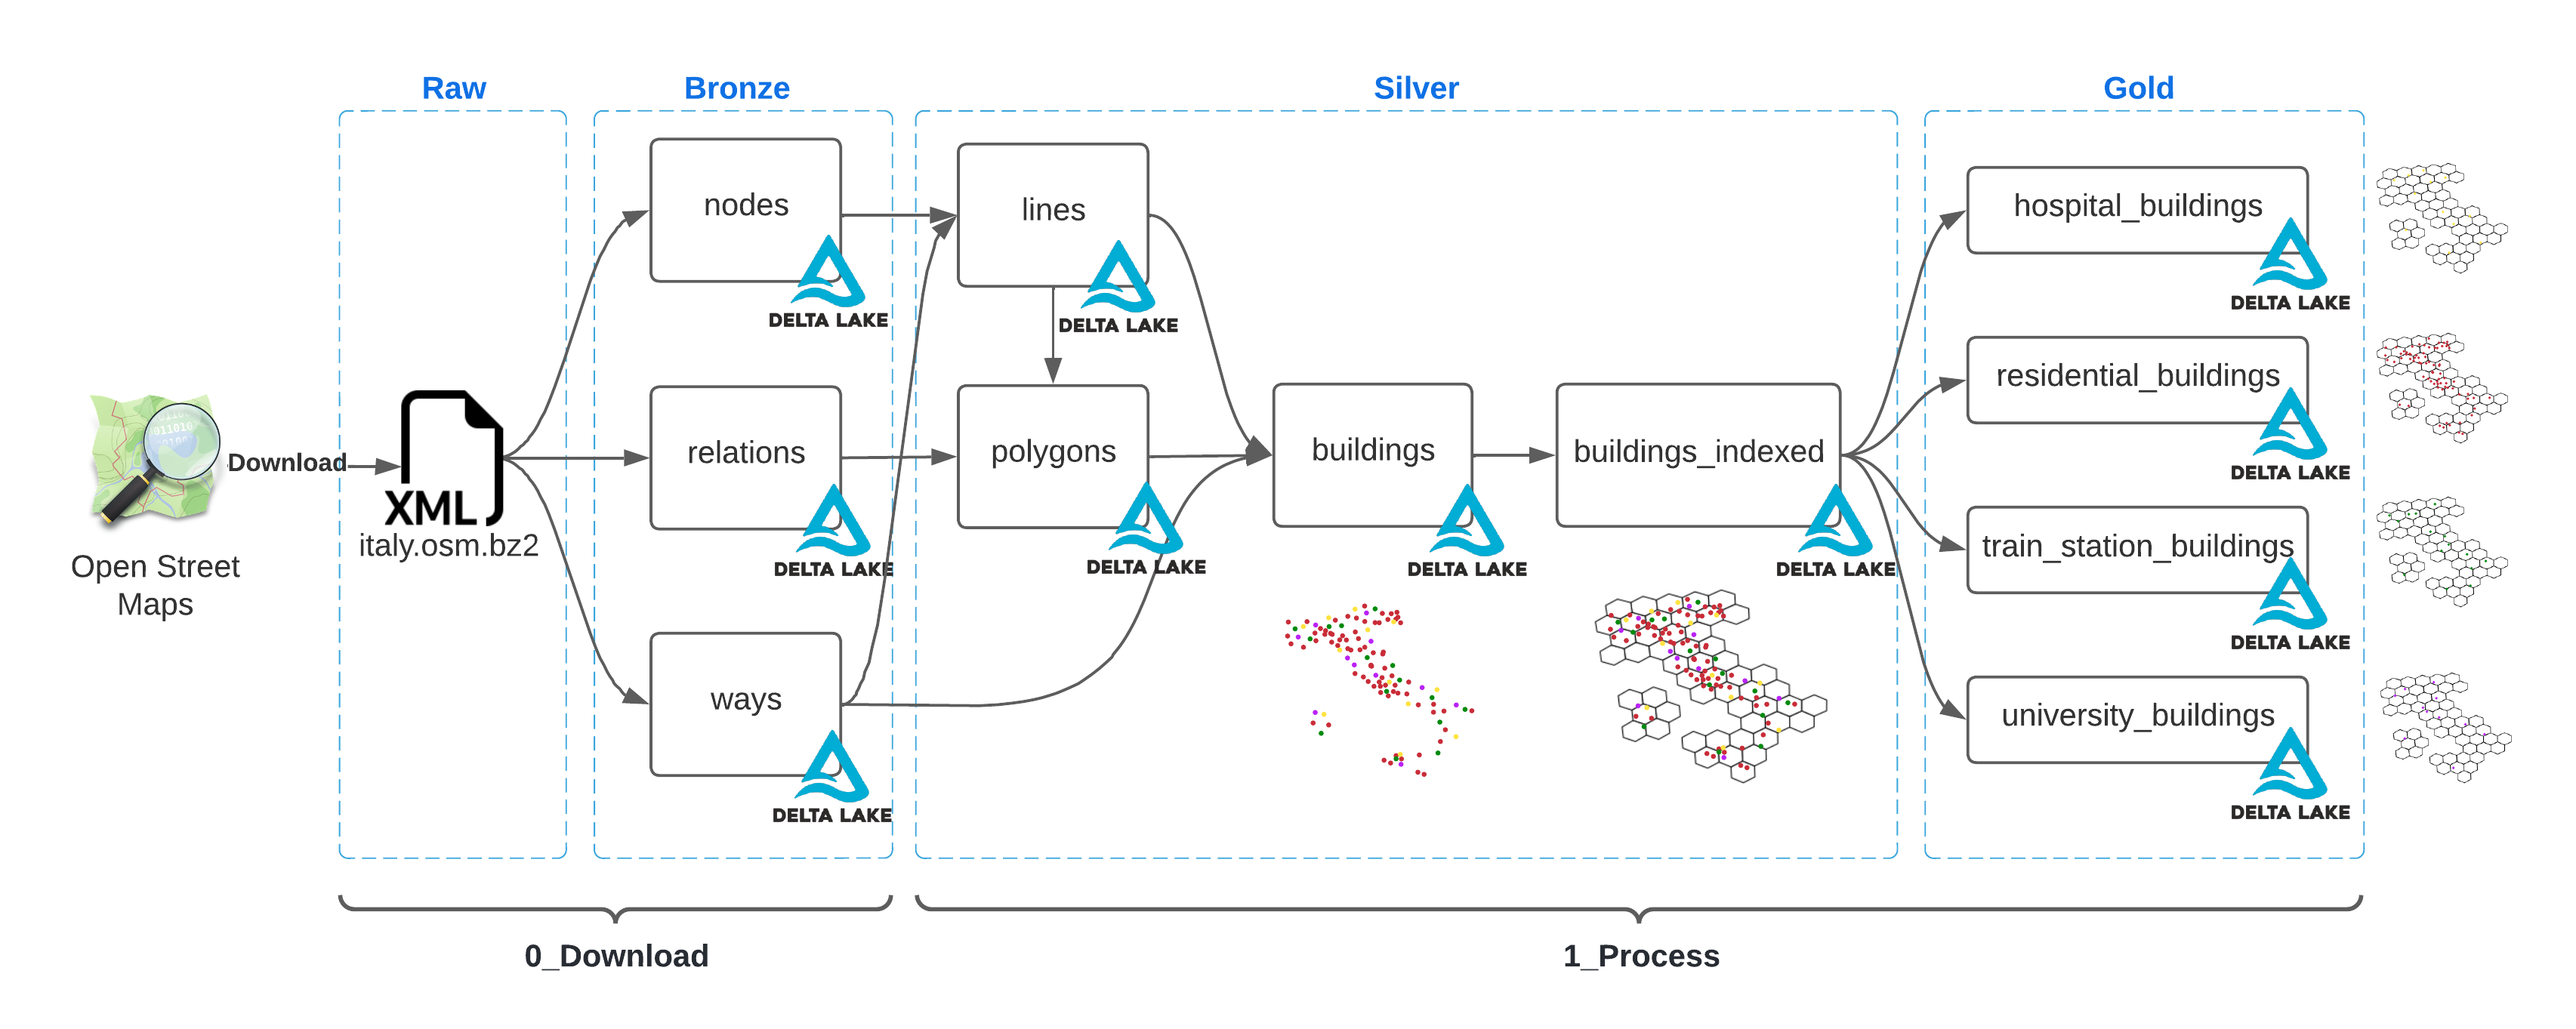 Raw
Bronze
Silver
Gold
nodes
DELTA LAKE
lines
DELTA LAKE
hospital_buildings
DELTA LAKE
residential_buildings
DELTA LAKE
Download
XML
italy.osm.bz2
Open Street
Maps
relations
DELTA LAKE
polygons
DELTA LAKE
buildings
DELTA LAKE
buildings_indexed
DELTA LAKE
train_station_buildings
DELTA LAKE
ways
DELTA LAKE
university_buildings
DELTA LAKE
0_Download
1_Process